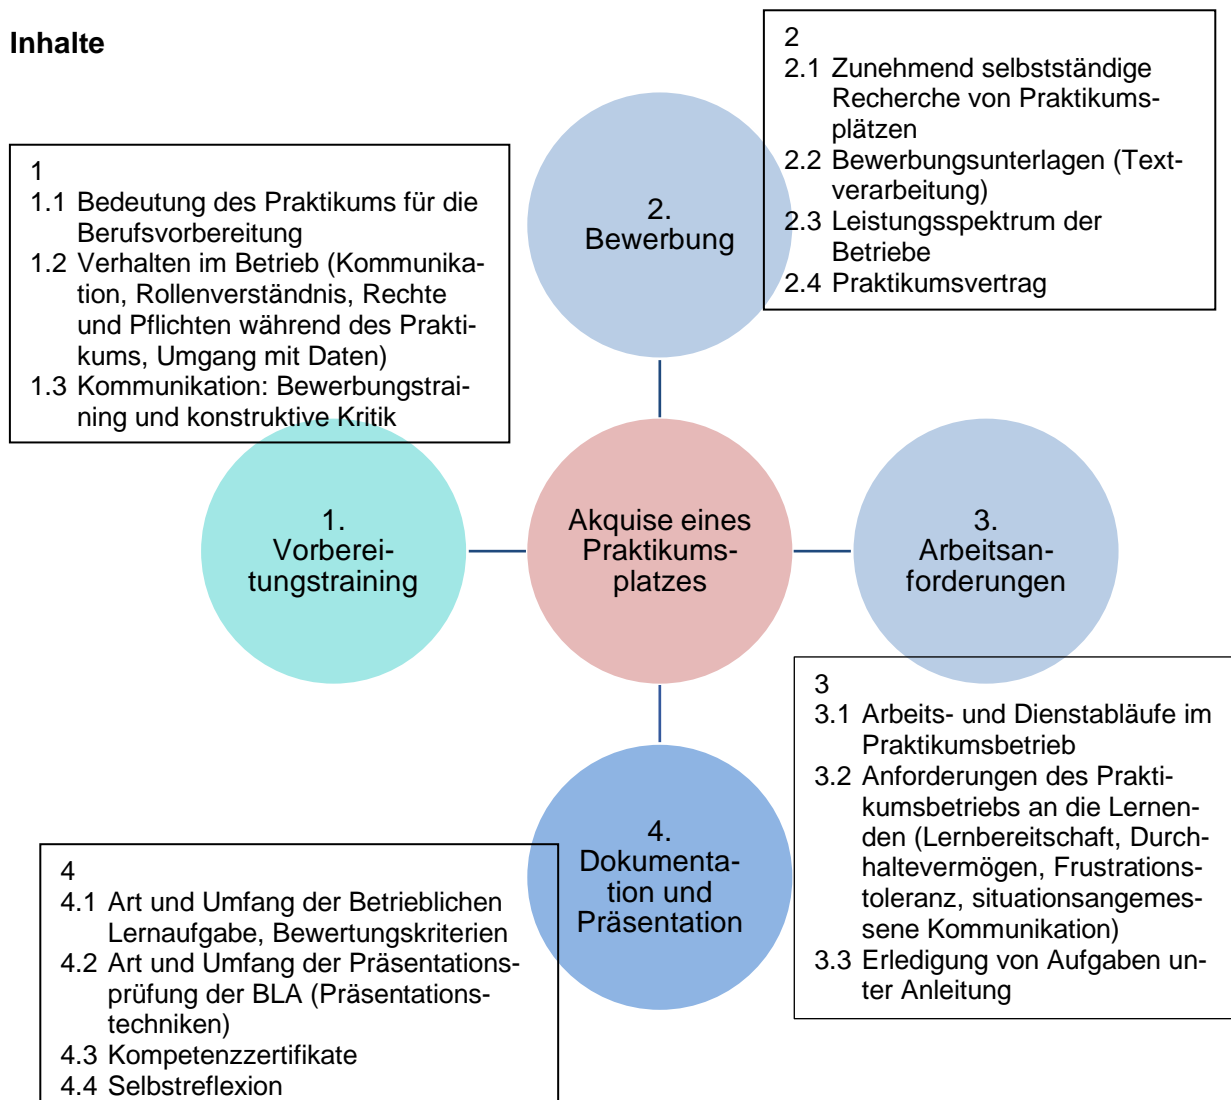 Inhalte
1
1.1 Bedeutung des Praktikums für die
Berufsvorbereitung
1.2 Verhalten im Betrieb (Kommunika-
tion, Rollenverständnis, Rechte
und Pflichten während des Prakti-
kums, Umgang mit Daten)
1.3 Kommunikation: Bewerbungstrai-
ning und konstruktive Kritik
2.
Bewerbung
2
2.1 Zunehmend selbstständige
Recherche von Praktikums-
plätzen
2.2 Bewerbungsunterlagen (Text-
verarbeitung)
2.3 Leistungsspektrum der
Betriebe
2.4 Praktikumsvertrag
1.
Vorberei-
tungstraining
Akquise eines
Praktikums-
platzes
3.
Arbeitsan-
forderungen
4.
Dokumenta-
tion und
Präsentation
3
3.1 Arbeits- und Dienstabläufe im
Praktikumsbetrieb
3.2 Anforderungen des Prakti-
kumsbetriebs an die Lernen-
den (Lernbereitschaft, Durch-
haltevermögen, Frustrations-
toleranz, situationsangemes-
sene Kommunikation)
3.3 Erledigung von Aufgaben un-
ter Anleitung
4
4.1 Art und Umfang der Betrieblichen
Lernaufgabe, Bewertungskriterien
4.2 Art und Umfang der Präsentations-
prüfung der BLA (Präsentations-
techniken)
4.3 Kompetenzzertifikate
4.4 Selbstreflexion